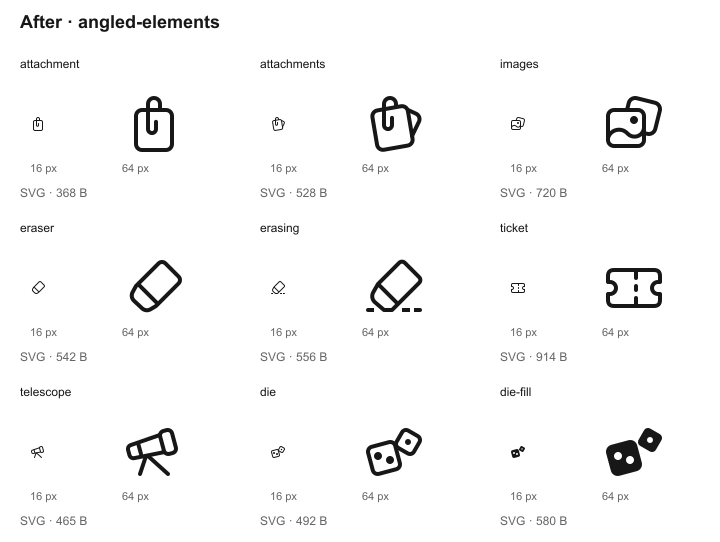 After · angled-elements
attachment
attachments
images
16 px
64 px
16 px
64 px
16 px
64 px
SVG · 368 B
SVG · 528 B
SVG · 720 B
eraser
erasing
ticket
16 px
64 px
16 px
64 px
16 px
64 px
SVG · 542 B
SVG · 556 B
SVG · 914 B
telescope
die
die-fill
16 px
64 px
16 px
64 px
16 px
64 px
SVG · 465 B
SVG · 492 B
SVG · 580 B